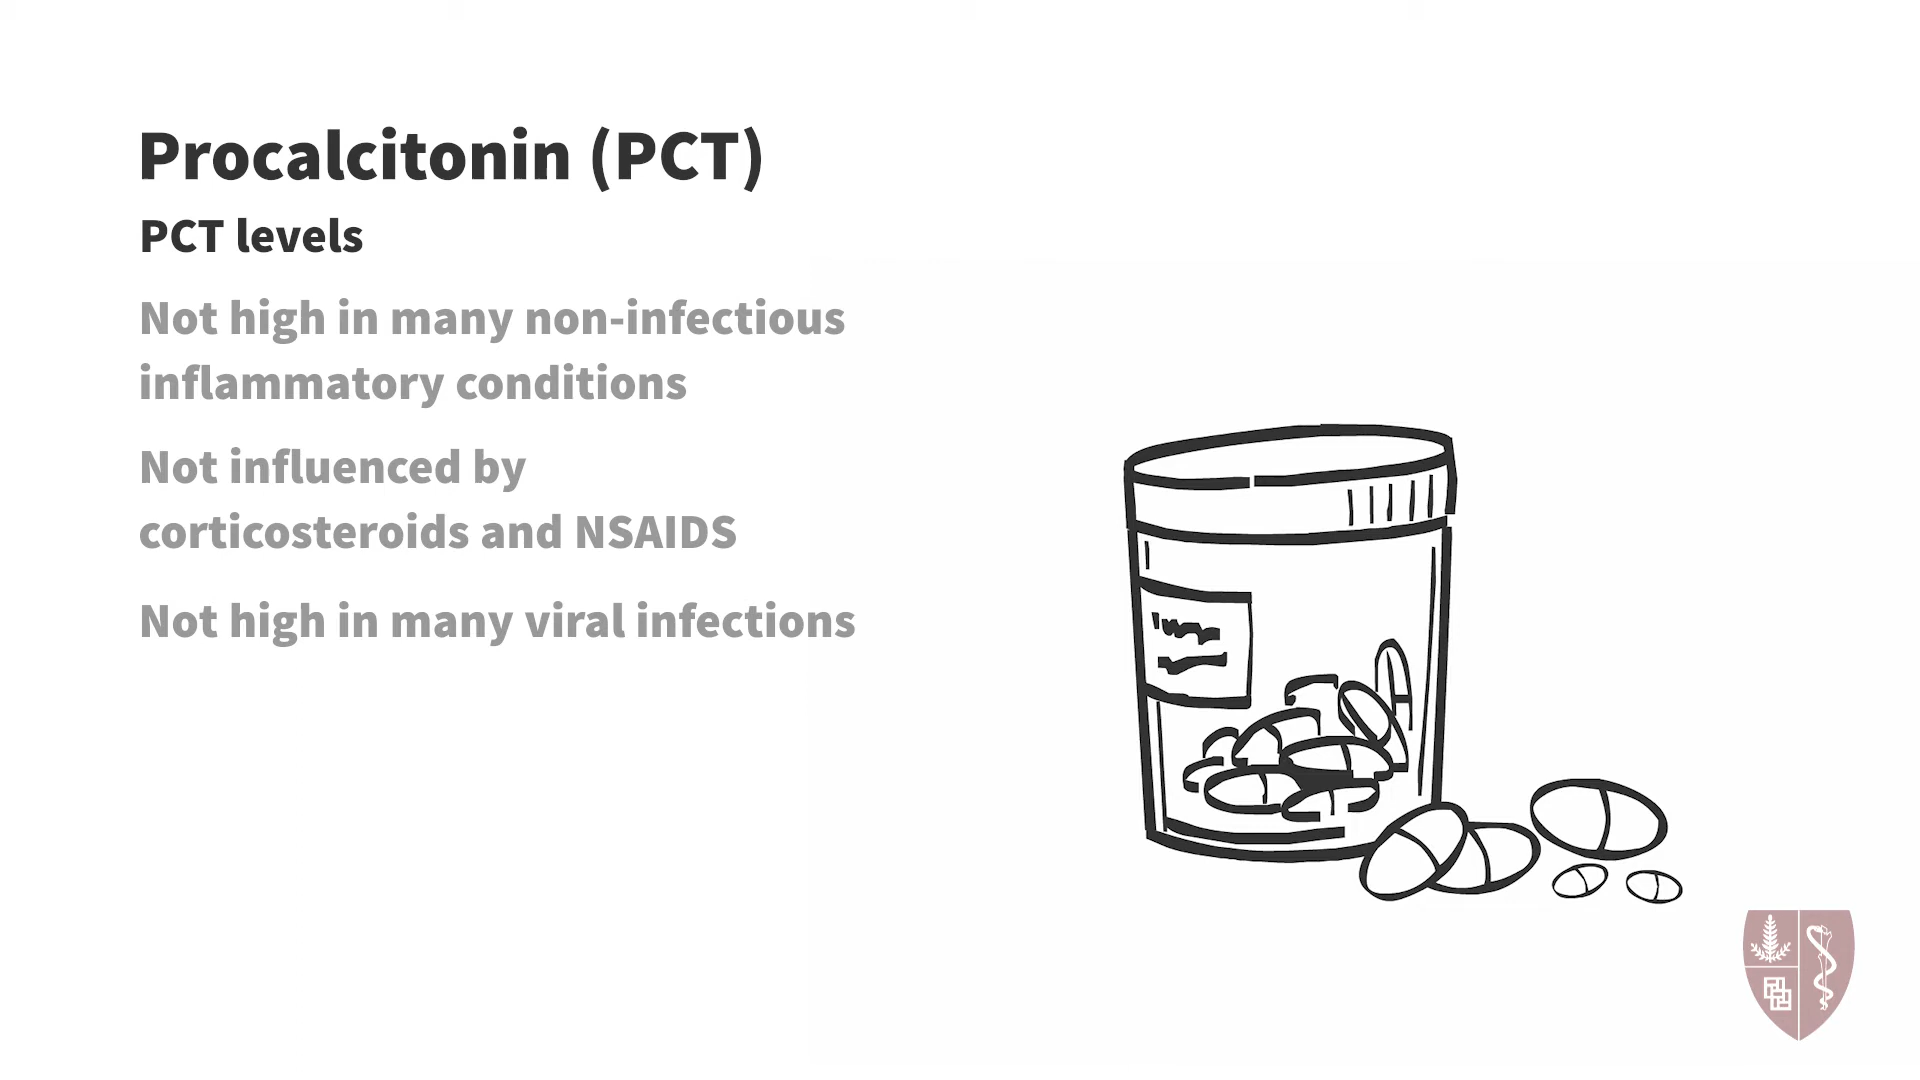 Procalcitonin (PCT)
PCT levels
Not high in many non-infectious
inflammatory conditions
Not influenced by
corticosteroids and NSAIDS
Not high in many viral infections